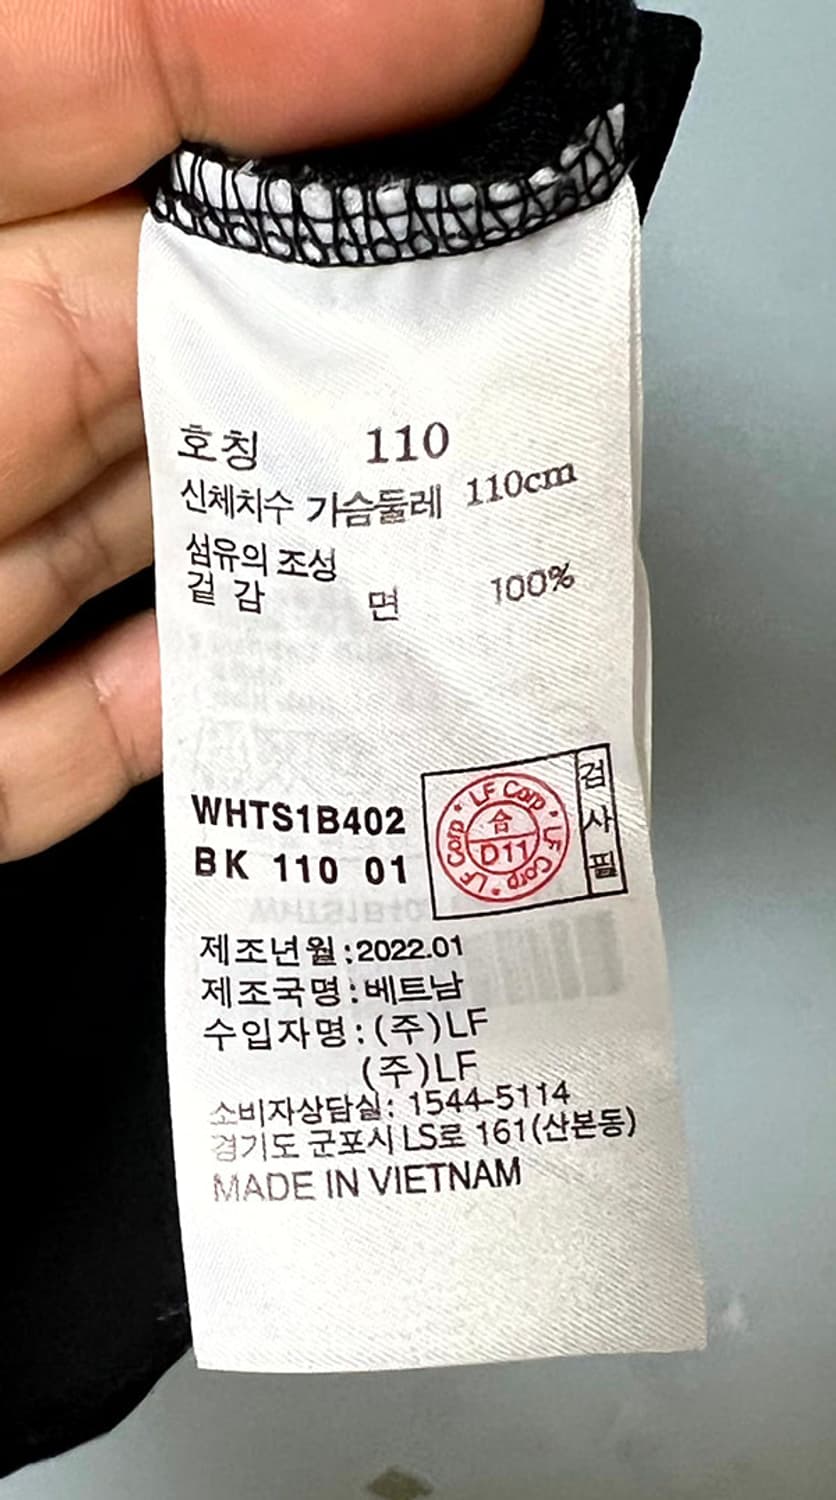 호칭 110
신체치수 가슴둘레 110cm
섬유의 조성
겉 감 면 100%
WHTS1B402
BK 110 01
LF Corp * LF Corp * LF Corp *
合
D11
검
사
필
제조년월:2022.01
제조국명:베트남
수입자명:(주)LF
(주)LF
소비자상담실: 1544-5114
경기도 군포시 LS로 161(산본동)
MADE IN VIETNAM